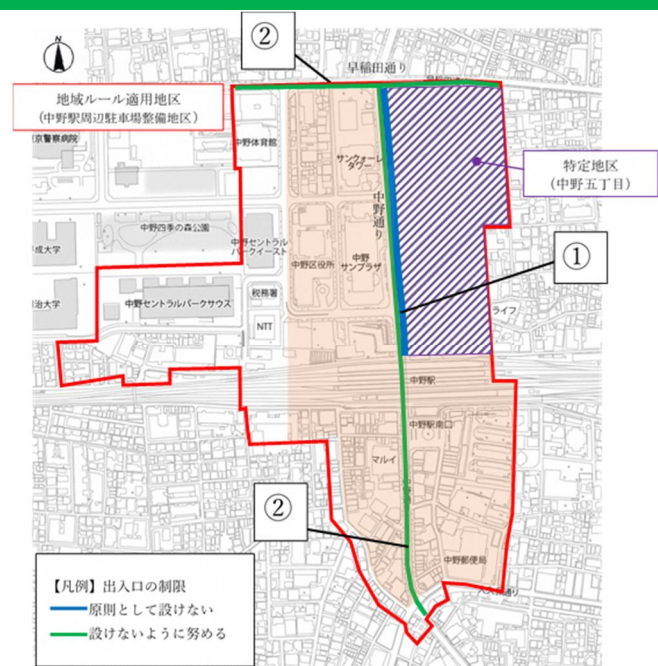 N
②
早稲田通り
地域ルール適用地区
(中野駅周辺駐車場整備地区)
中野体育館
サンクォーレ
タワー
特定地区
(中野五丁目)
中野通り
中野四季の森公園
中野セントラル
パークイースト
中野区役所
中野
サンプラザ
①
中野セントラルパークサウス
税務署
NTT
ライフ
中野駅
中野駅南口
マルイ
②
中野郵便局
【凡例】出入口の制限
原則として設けない
設けないように努める